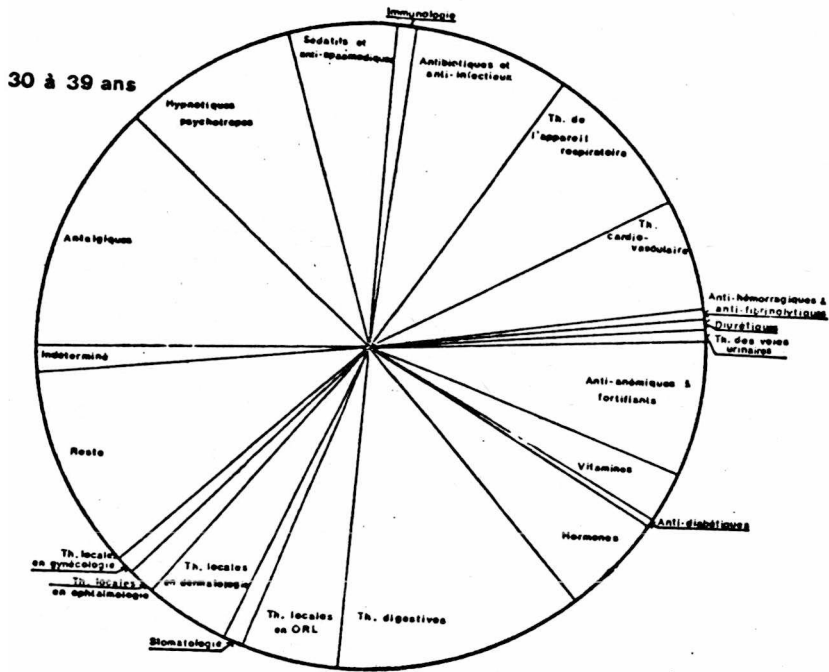 30 à 39 ans
Immunologie
Sédatifs et
anti-spasmodiques
Antibiotiques et
anti-infectieux
Th. de
l'appareil
respiratoire
Th.
cardio-
vasculaire
Anti-hémorragiques &
anti-fibrinolytiques
Diurétiques
Th. des voies
urinaires
Anti-anémiques &
fortifiants
Vitamines
Anti-diabétiques
Hormones
Th. digestives
Th. locales
en ORL
Stomatologie
Th. locales
en dermatologie
Th. locales
en ophtalmologie
Th. locales
en gynécologie
Reste
Indéterminé
Antalgiques
Hypnotiques
psychotropes